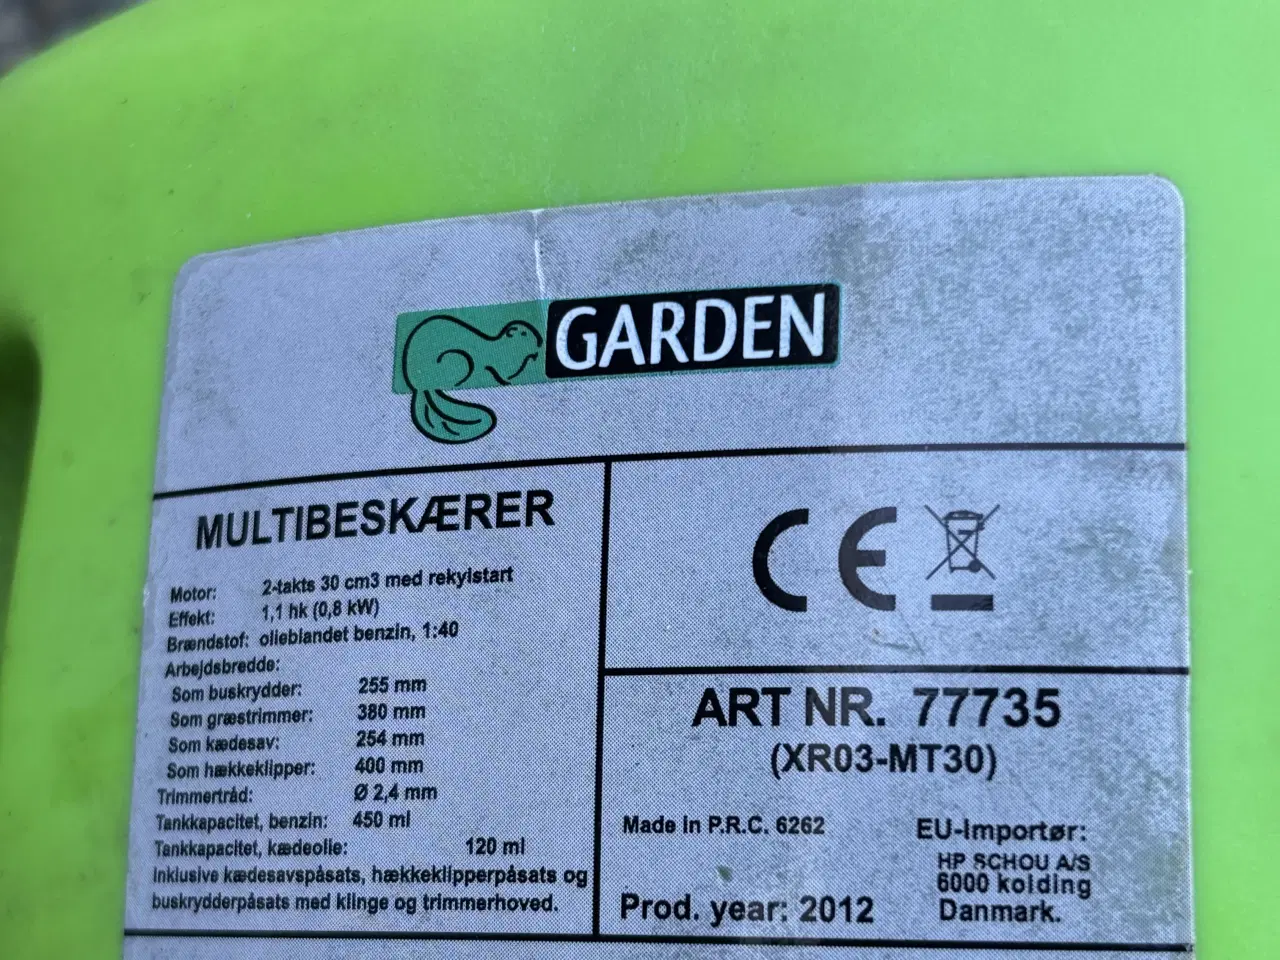 GARDEN
MULTIBESKÆRER
Motor: 2-takts 30 cm3 med rekylstart
Effekt: 1,1 hk (0,8 kW)
Brændstof: olieblandet benzin, 1:40
Arbejdsbredde:
Som buskrydder: 255 mm
Som græstrimmer: 380 mm
Som kædesav: 254 mm
Som hækkeklipper: 400 mm
Trimmertråd: Ø 2,4 mm
Tankkapacitet, benzin: 450 ml
Tankkapacitet, kædeolie: 120 ml
Inklusive kædesavspåsats, hækkeklipperpåsats og
buskrydderpåsats med klinge og trimmerhoved.
CE
ART NR. 77735
(XR03-MT30)
Made in P.R.C. 6262
Prod. year: 2012
EU-Importør:
HP SCHOU A/S
6000 kolding
Danmark.